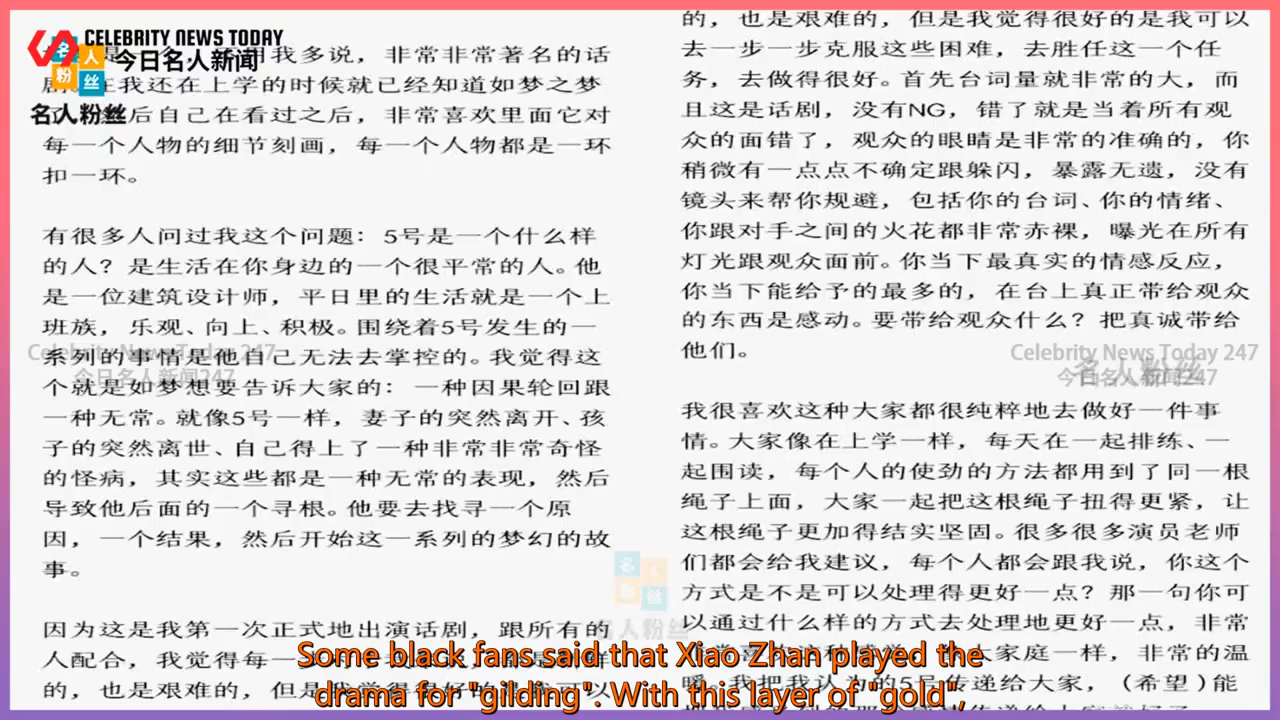 CELEBRITY NEWS TODAY
今日名人新闻
名人粉丝
用我多说，非常非常著名的话
在我还在上学的时候就已经知道如梦之梦
后自己在看过之后，非常喜欢里面它对
每一个人物的细节刻画，每一个人物都是一环
扣一环。
有很多人问过我这个问题：5号是一个什么样
的人？是生活在你身边的一个很平常的人。他
是一位建筑设计师，平日里的生活就是一个上
班族，乐观、向上、积极。围绕着5号发生的一
系列的事情是他自己无法去掌控的。我觉得这
个就是如梦想要告诉大家的：一种因果轮回跟
一种无常。就像5号一样，妻子的突然离开、孩
子的突然离世、自己得上了一种非常非常奇怪
的怪病，其实这些都是一种无常的表现，然后
导致他后面的一个寻根。他要去找寻一个原
因，一个结果，然后开始这一系列的梦幻的故
事。
因为这是我第一次正式地出演话剧，跟所有的
人配合，我觉得每一
的，也是艰难的，但是我觉得
的，也是艰难的，但是我觉得很好的是我可以
去一步一步克服这些困难，去胜任这一个任
务，去做得很好。首先台词量就非常的大，而
且这是话剧，没有NG，错了就是当着所有观
众的面错了，观众的眼睛是非常的准确的，你
稍微有一点点不确定跟躲闪，暴露无遗，没有
镜头来帮你规避，包括你的台词、你的情绪、
你跟对手之间的火花都非常赤裸，曝光在所有
灯光跟观众面前。你当下最真实的情感反应，
你当下能给予的最多的，在台上真正带给观众
的东西是感动。要带给观众什么？把真诚带给
他们。
我很喜欢这种大家都很纯粹地去做好一件事
情。大家像在上学一样，每天在一起排练、一
起围读，每个人的使劲的方法都用到了同一根
绳子上面，大家一起把这根绳子扭得更紧，让
这根绳子更加得结实坚固。很多很多演员老师
们都会给我建议，每个人都会跟我说，你这个
方式是不是可以处理得更好一点？那一句你可
以通过什么样的方式去处理地更好一点，非常
大家庭一样，非常的温
暖。我把我认为的5号传递给大家，（希望）能
Celebrity News Today 247
今日名人新闻247
Celebrity News Today 247
今日名人新闻247
名人粉丝
名人粉丝
Some black fans said that Xiao Zhan played the
drama for "gilding". With this layer of "gold",